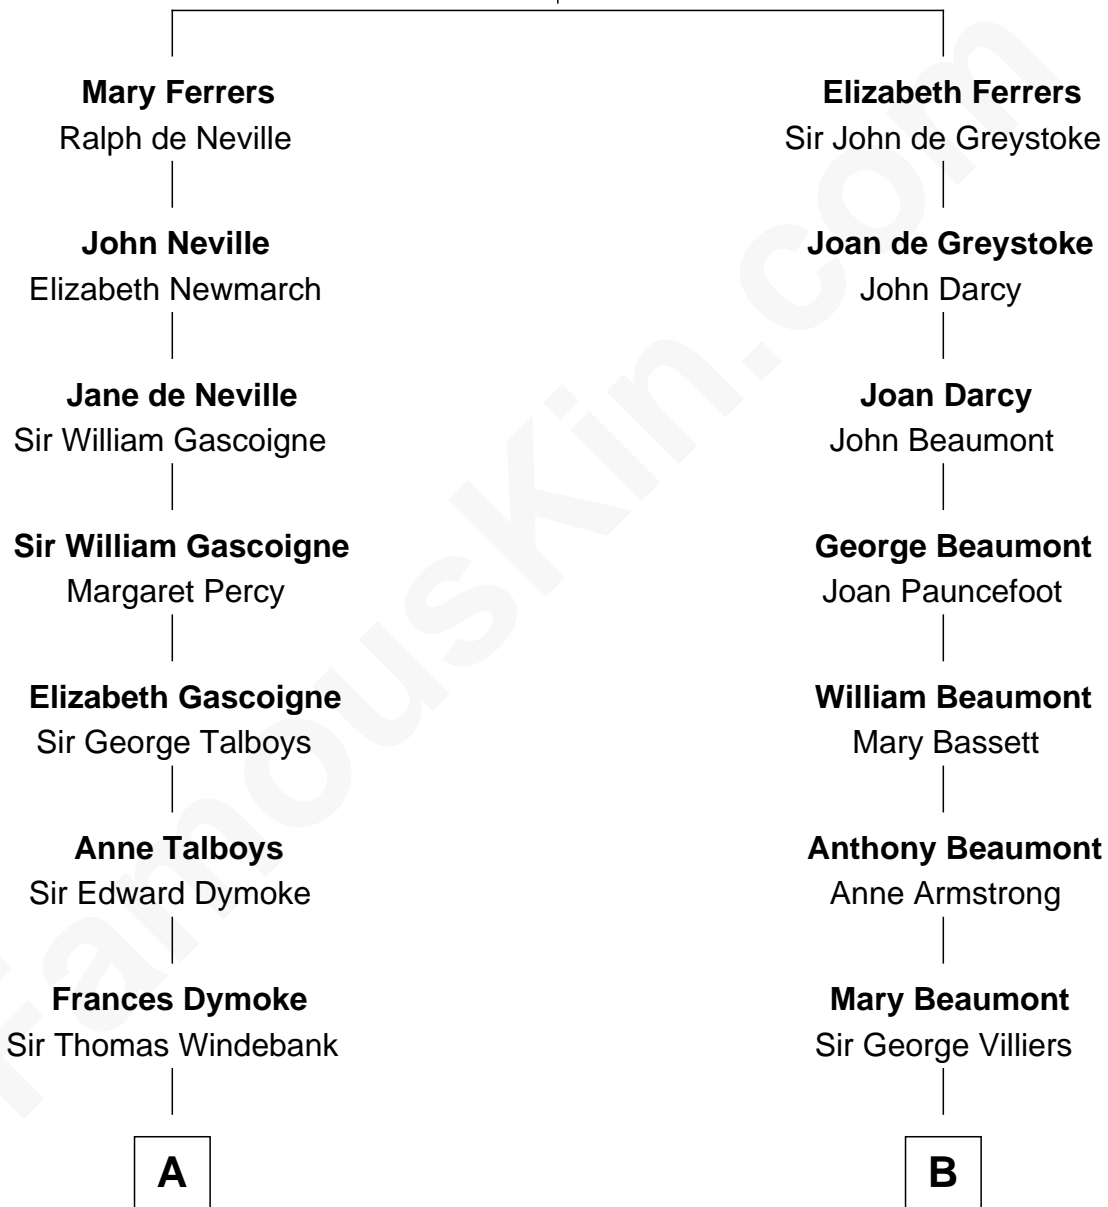 Mary Ferrers
Ralph de Neville
John Neville
Elizabeth Newmarch
Jane de Neville
Sir William Gascoigne
Sir William Gascoigne
Margaret Percy
Elizabeth Gascoigne
Sir George Talboys
Anne Talboys
Sir Edward Dymoke
Frances Dymoke
Sir Thomas Windebank
A
Elizabeth Ferrers
Sir John de Greystoke
Joan de Greystoke
John Darcy
Joan Darcy
John Beaumont
George Beaumont
Joan Pauncefoot
William Beaumont
Mary Bassett
Anthony Beaumont
Anne Armstrong
Mary Beaumont
Sir George Villiers
B
FamousKin.com